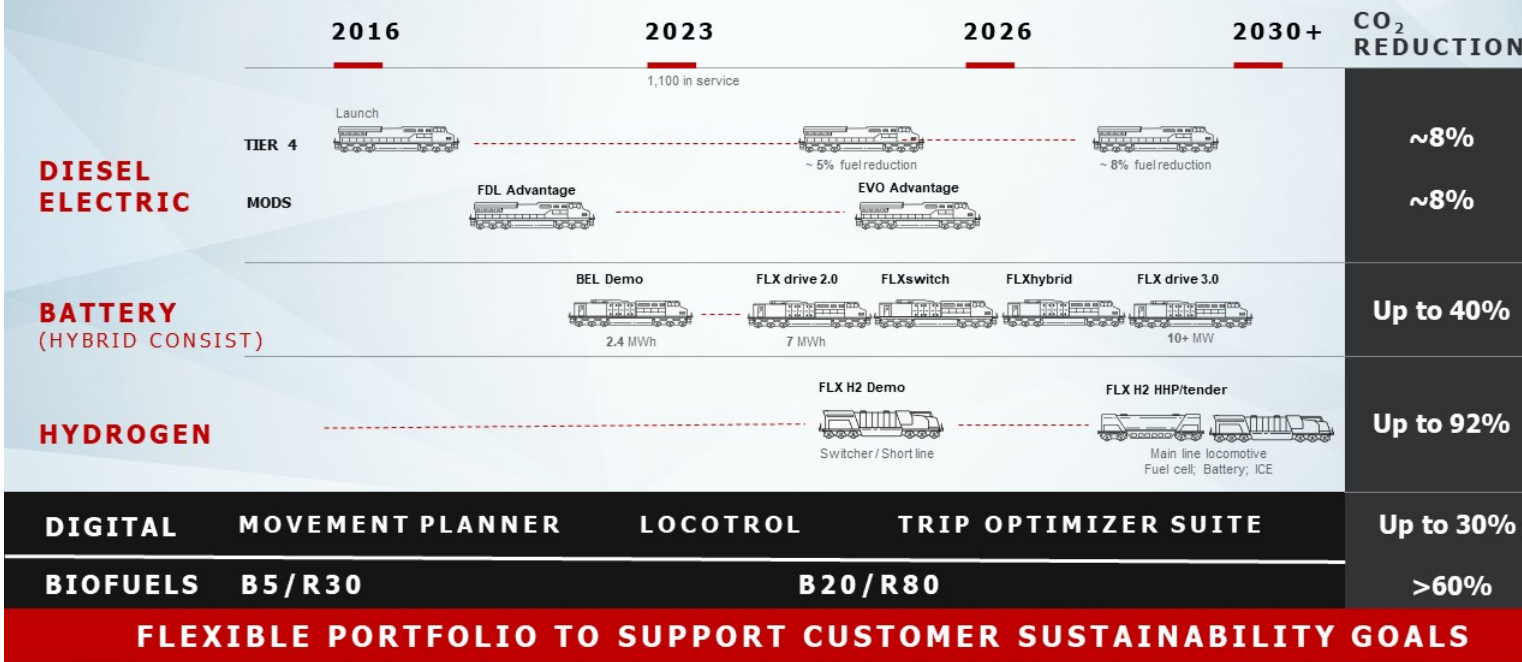 2016 2023 2026 2030+ CO₂ REDUCTION
1,100 in service
Launch
TIER 4
~ 5% fuel reduction
~ 8% fuel reduction
~8%
DIESEL
ELECTRIC
FDL Advantage
EVO Advantage
MODS
~8%
BEL Demo
FLX drive 2.0
FLXswitch
FLXhybrid
FLX drive 3.0
BATTERY
(HYBRID CONSIST)
2.4 MWh
7 MWh
10+ MW
Up to 40%
FLX H2 Demo
FLX H2 HHP/tender
HYDROGEN
Switcher / Short line
Main line locomotive
Fuel cell; Battery; ICE
Up to 92%
DIGITAL MOVEMENT PLANNER LOCOTROL TRIP OPTIMIZER SUITE Up to 30%
BIOFUELS B5/R30 B20/R80 >60%
FLEXIBLE PORTFOLIO TO SUPPORT CUSTOMER SUSTAINABILITY GOALS